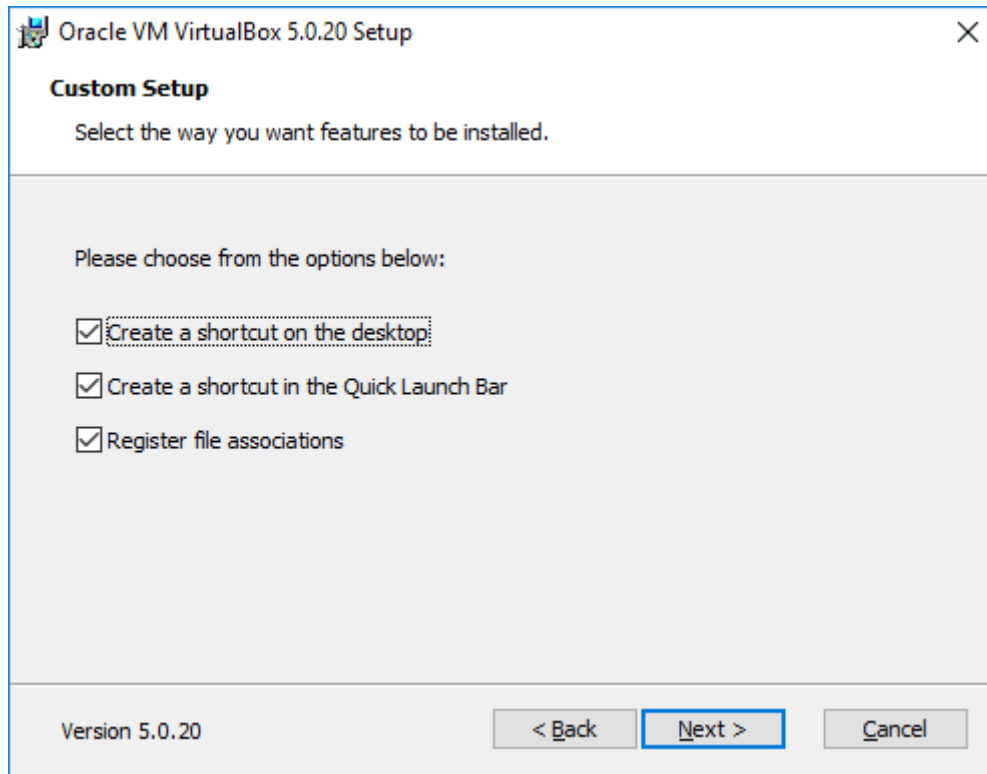 Oracle VM VirtualBox 5.0.20 Setup
Custom Setup
Select the way you want features to be installed.
Please choose from the options below:
Create a shortcut on the desktop
Create a shortcut in the Quick Launch Bar
Register file associations
Version 5.0.20
< Back
Next >
Cancel